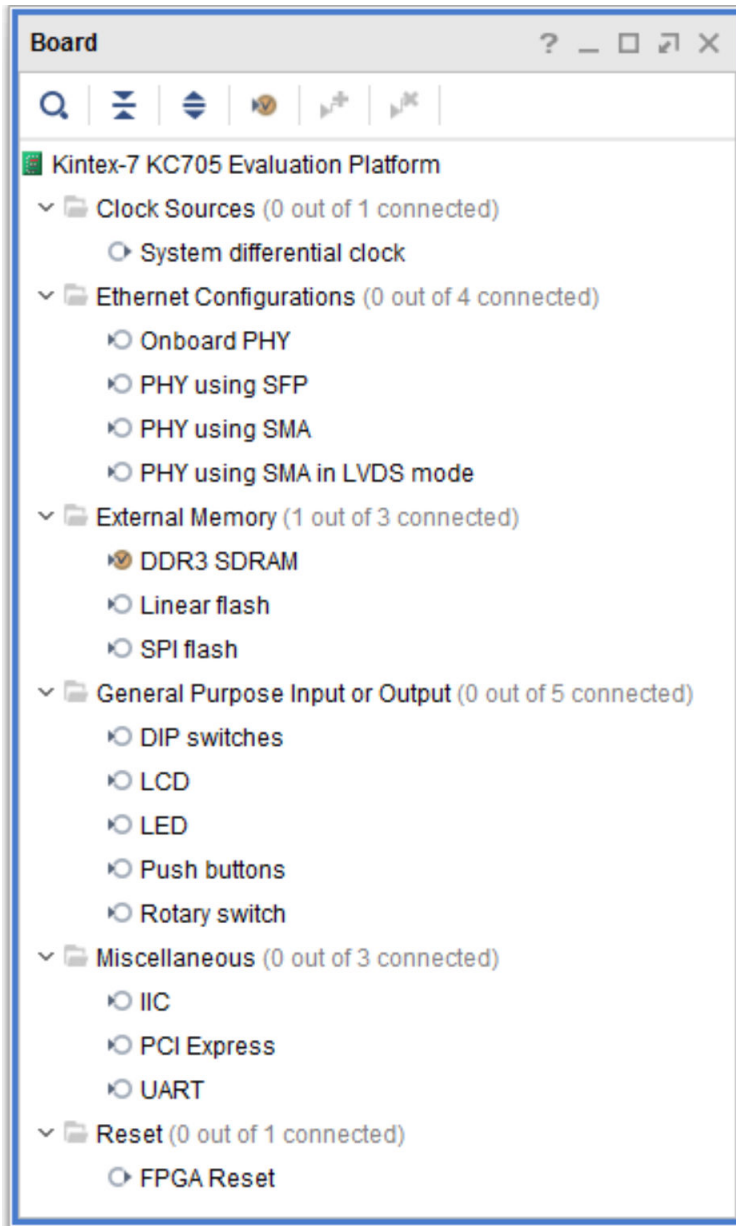 Board
Kintex-7 KC705 Evaluation Platform
Clock Sources (0 out of 1 connected)
System differential clock
Ethernet Configurations (0 out of 4 connected)
Onboard PHY
PHY using SFP
PHY using SMA
PHY using SMA in LVDS mode
External Memory (1 out of 3 connected)
DDR3 SDRAM
Linear flash
SPI flash
General Purpose Input or Output (0 out of 5 connected)
DIP switches
LCD
LED
Push buttons
Rotary switch
Miscellaneous (0 out of 3 connected)
IIC
PCI Express
UART
Reset (0 out of 1 connected)
FPGA Reset